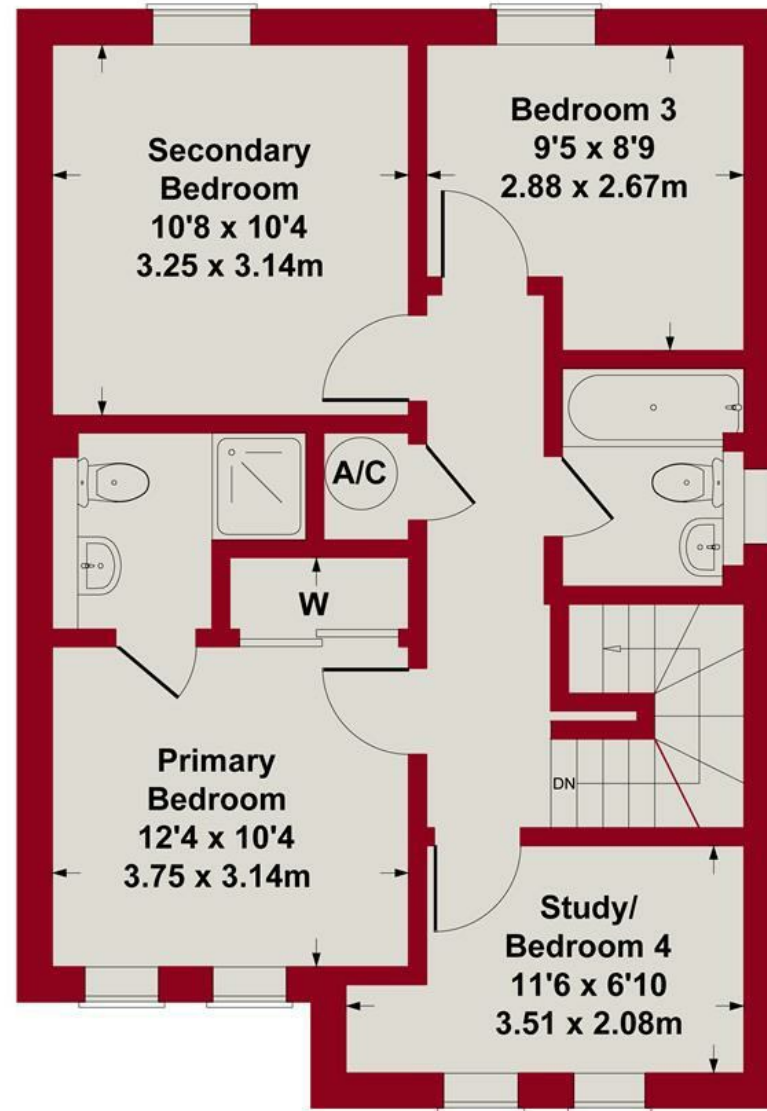 Secondary
Bedroom
10'8 x 10'4
3.25 x 3.14m
Bedroom 3
9'5 x 8'9
2.88 x 2.67m
A/C
W
Primary
Bedroom
12'4 x 10'4
3.75 x 3.14m
DN
Study/
Bedroom 4
11'6 x 6'10
3.51 x 2.08m